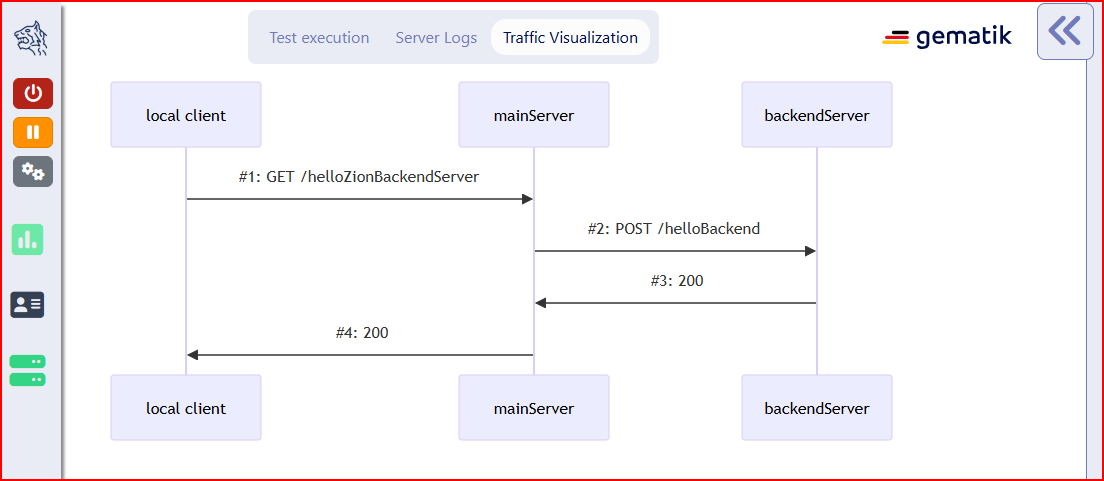 Test execution
Server Logs
Traffic Visualization
gematik
local client
mainServer
backendServer
#1: GET /helloZionBackendServer
#2: POST /helloBackend
#3: 200
#4: 200
local client
mainServer
backendServer